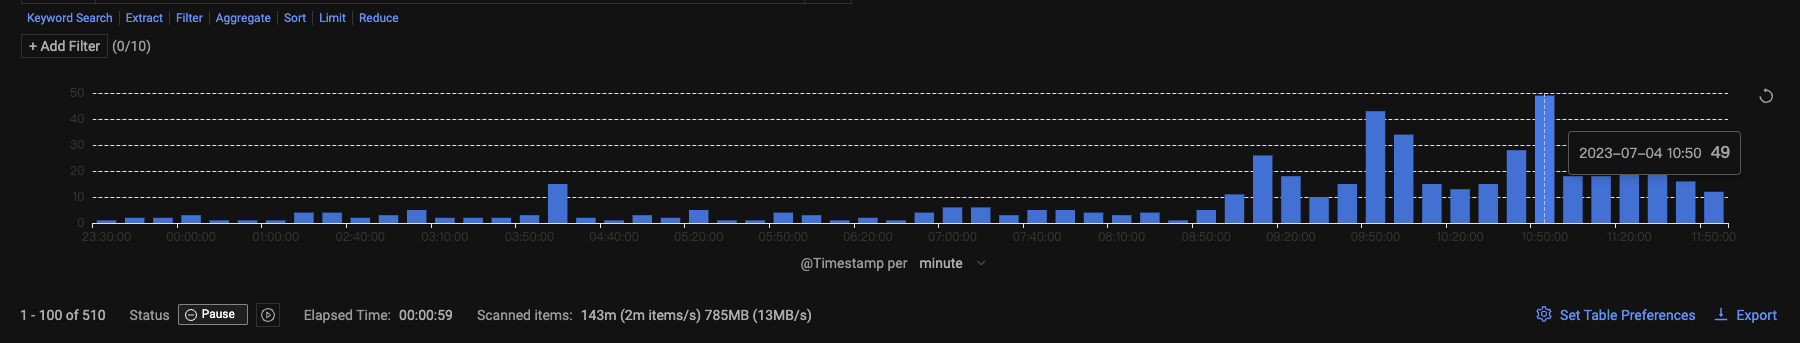 Keyword Search | Extract | Filter | Aggregate | Sort | Limit | Reduce
+ Add Filter (0/10)
50
40
30
20
10
0
2023-07-04 10:50 49
23:30:00 00:00:00 01:00:00 02:40:00 03:10:00 03:50:00 04:40:00 05:20:00 05:50:00 06:20:00 07:00:00 07:40:00 08:10:00 08:50:00 09:20:00 09:50:00 10:20:00 10:50:00 11:20:00 11:50:00
@Timestamp per minute
1 - 100 of 510 Status Pause Elapsed Time: 00:00:59 Scanned items: 143m (2m items/s) 785MB (13MB/s) Set Table Preferences Export